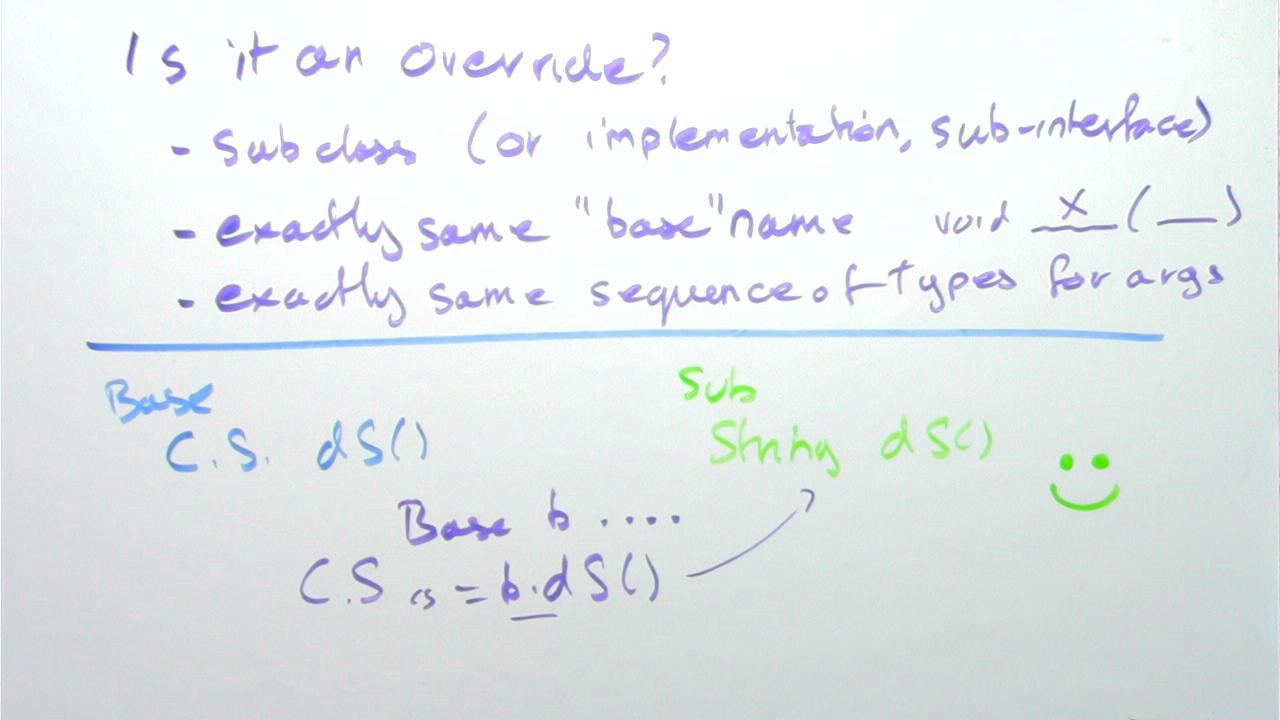 Is it an override?
- subclass (or implementation, sub-interface)
- exactly same "base" name void x (__)
- exactly same sequence of types for args
Base
C.S. dS()
Sub
String dS()
Base b ....
C.S cs = b.dS()